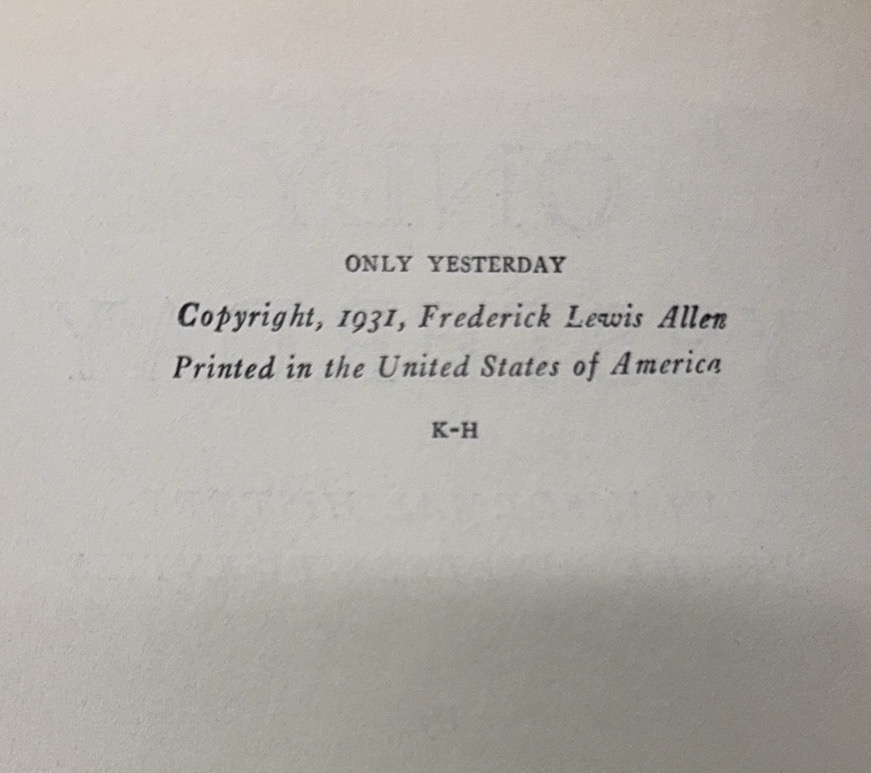 ONLY YESTERDAY
Copyright, 1931, Frederick Lewis Allen
Printed in the United States of America
K-H